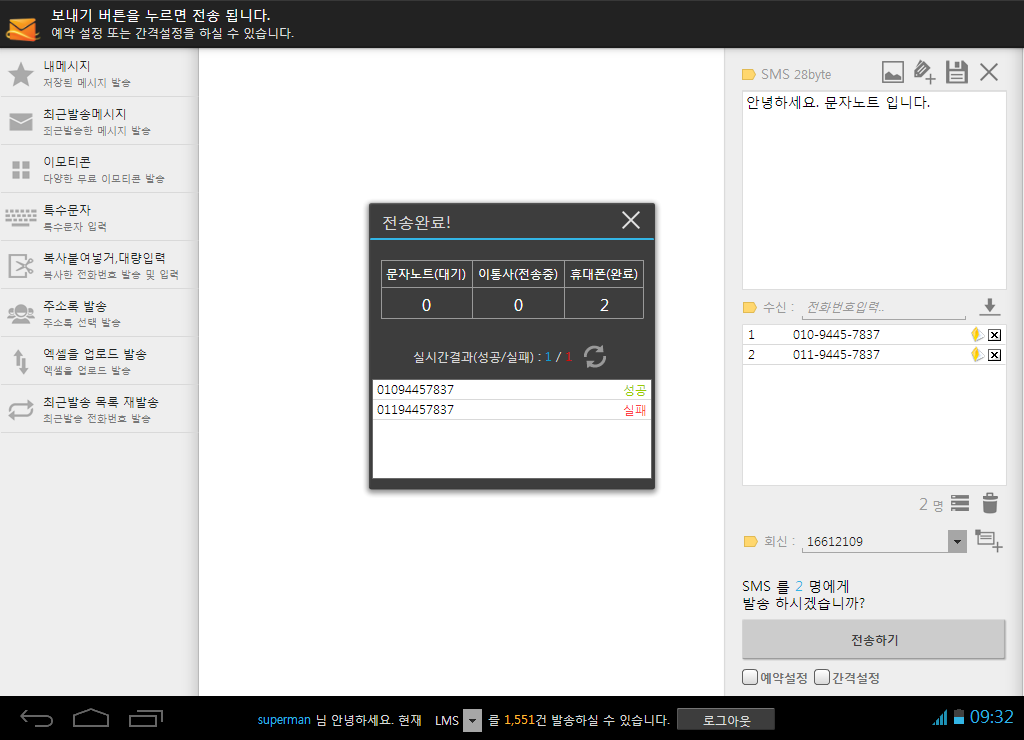 보내기 버튼을 누르면 전송 됩니다.
예약 설정 또는 간격설정을 하실 수 있습니다.
내메시지
저장된 메시지 발송
최근발송메시지
최근발송한 메시지 발송
이모티콘
다양한 무료 이모티콘 발송
특수문자
특수문자 입력
복사붙여넣거,대량입력
복사한 전화번호 발송 및 입력
주소록 발송
주소록 선택 발송
엑셀을 업로드 발송
엑셀을 업로드 발송
최근발송 목록 재발송
최근발송 전화번호 발송
전송완료!
문자노트(대기) 이통사(전송중) 휴대폰(완료)
0 0 2
실시간결과(성공/실패) : 1 / 1
01094457837 성공
01194457837 실패
SMS 28byte
안녕하세요. 문자노트 입니다.
수신 : 전화번호입력..
1 010-9445-7837
2 011-9445-7837
2 명
회신 : 16612109
SMS 를 2 명에게
발송 하시겠습니까?
전송하기
예약설정 간격설정
superman 님 안녕하세요. 현재 LMS 를 1,551건 발송하실 수 있습니다. 로그아웃
09:32